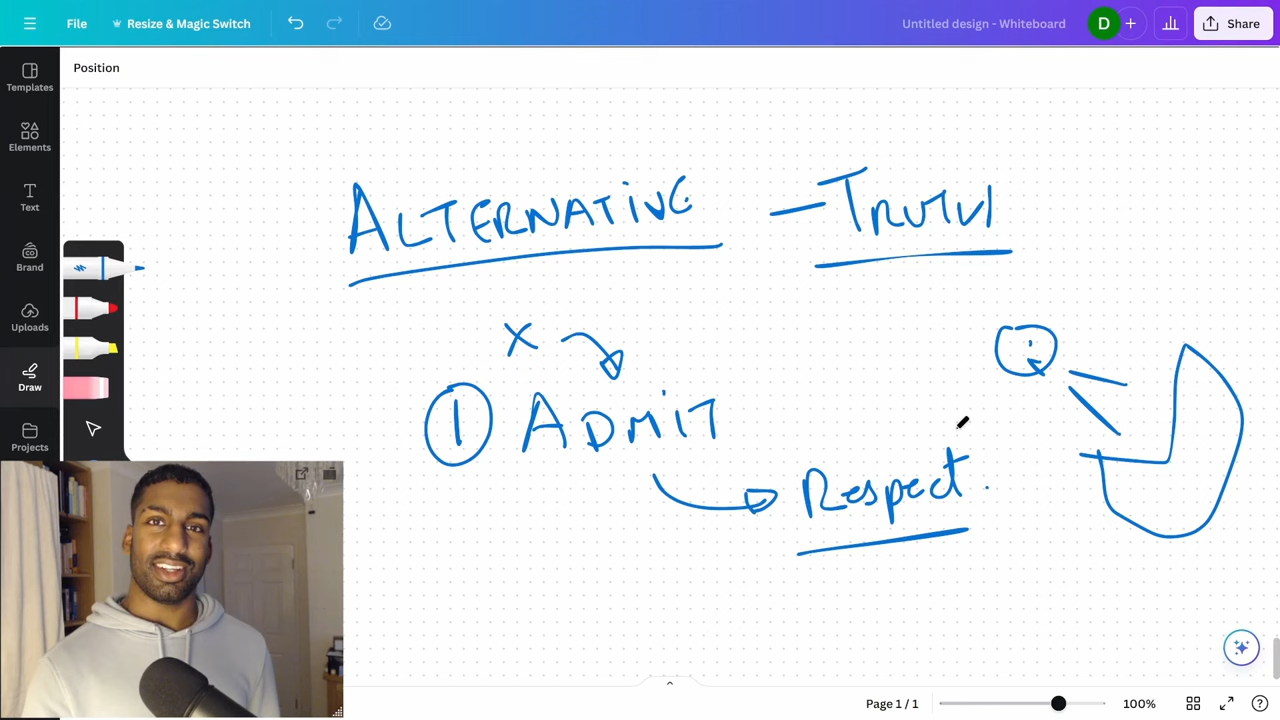 File
Resize & Magic Switch
Untitled design - Whiteboard
D
+
Share
Position
Templates
Elements
Text
Brand
Uploads
Draw
Projects
ALTERNATIVE - TRUTH
X
1 ADMIT
Respect.
Page 1 / 1
100%